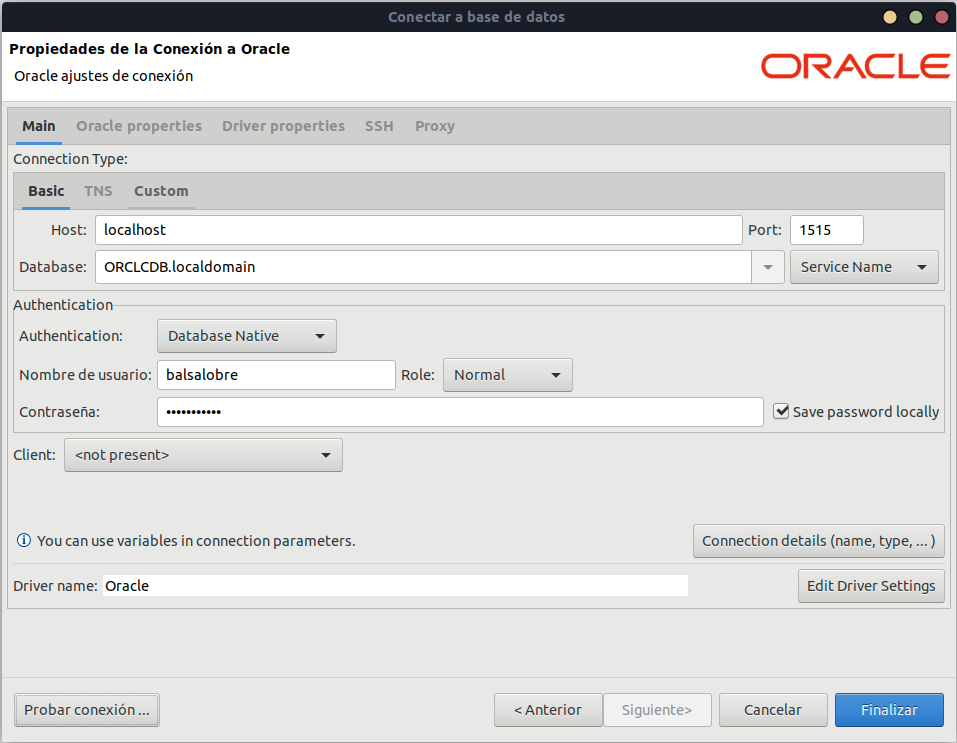 Conectar a base de datos
Propiedades de la Conexión a Oracle
Oracle ajustes de conexión
ORACLE
Main Oracle properties Driver properties SSH Proxy
Connection Type:
Basic TNS Custom
Host: localhost Port: 1515
Database: ORCLCDB.localdomain Service Name
Authentication
Authentication: Database Native
Nombre de usuario: balsalobre Role: Normal
Contraseña: ••••••••••• Save password locally
Client: <not present>
You can use variables in connection parameters. Connection details (name, type, ... )
Driver name: Oracle Edit Driver Settings
Probar conexión ... < Anterior Siguiente> Cancelar Finalizar